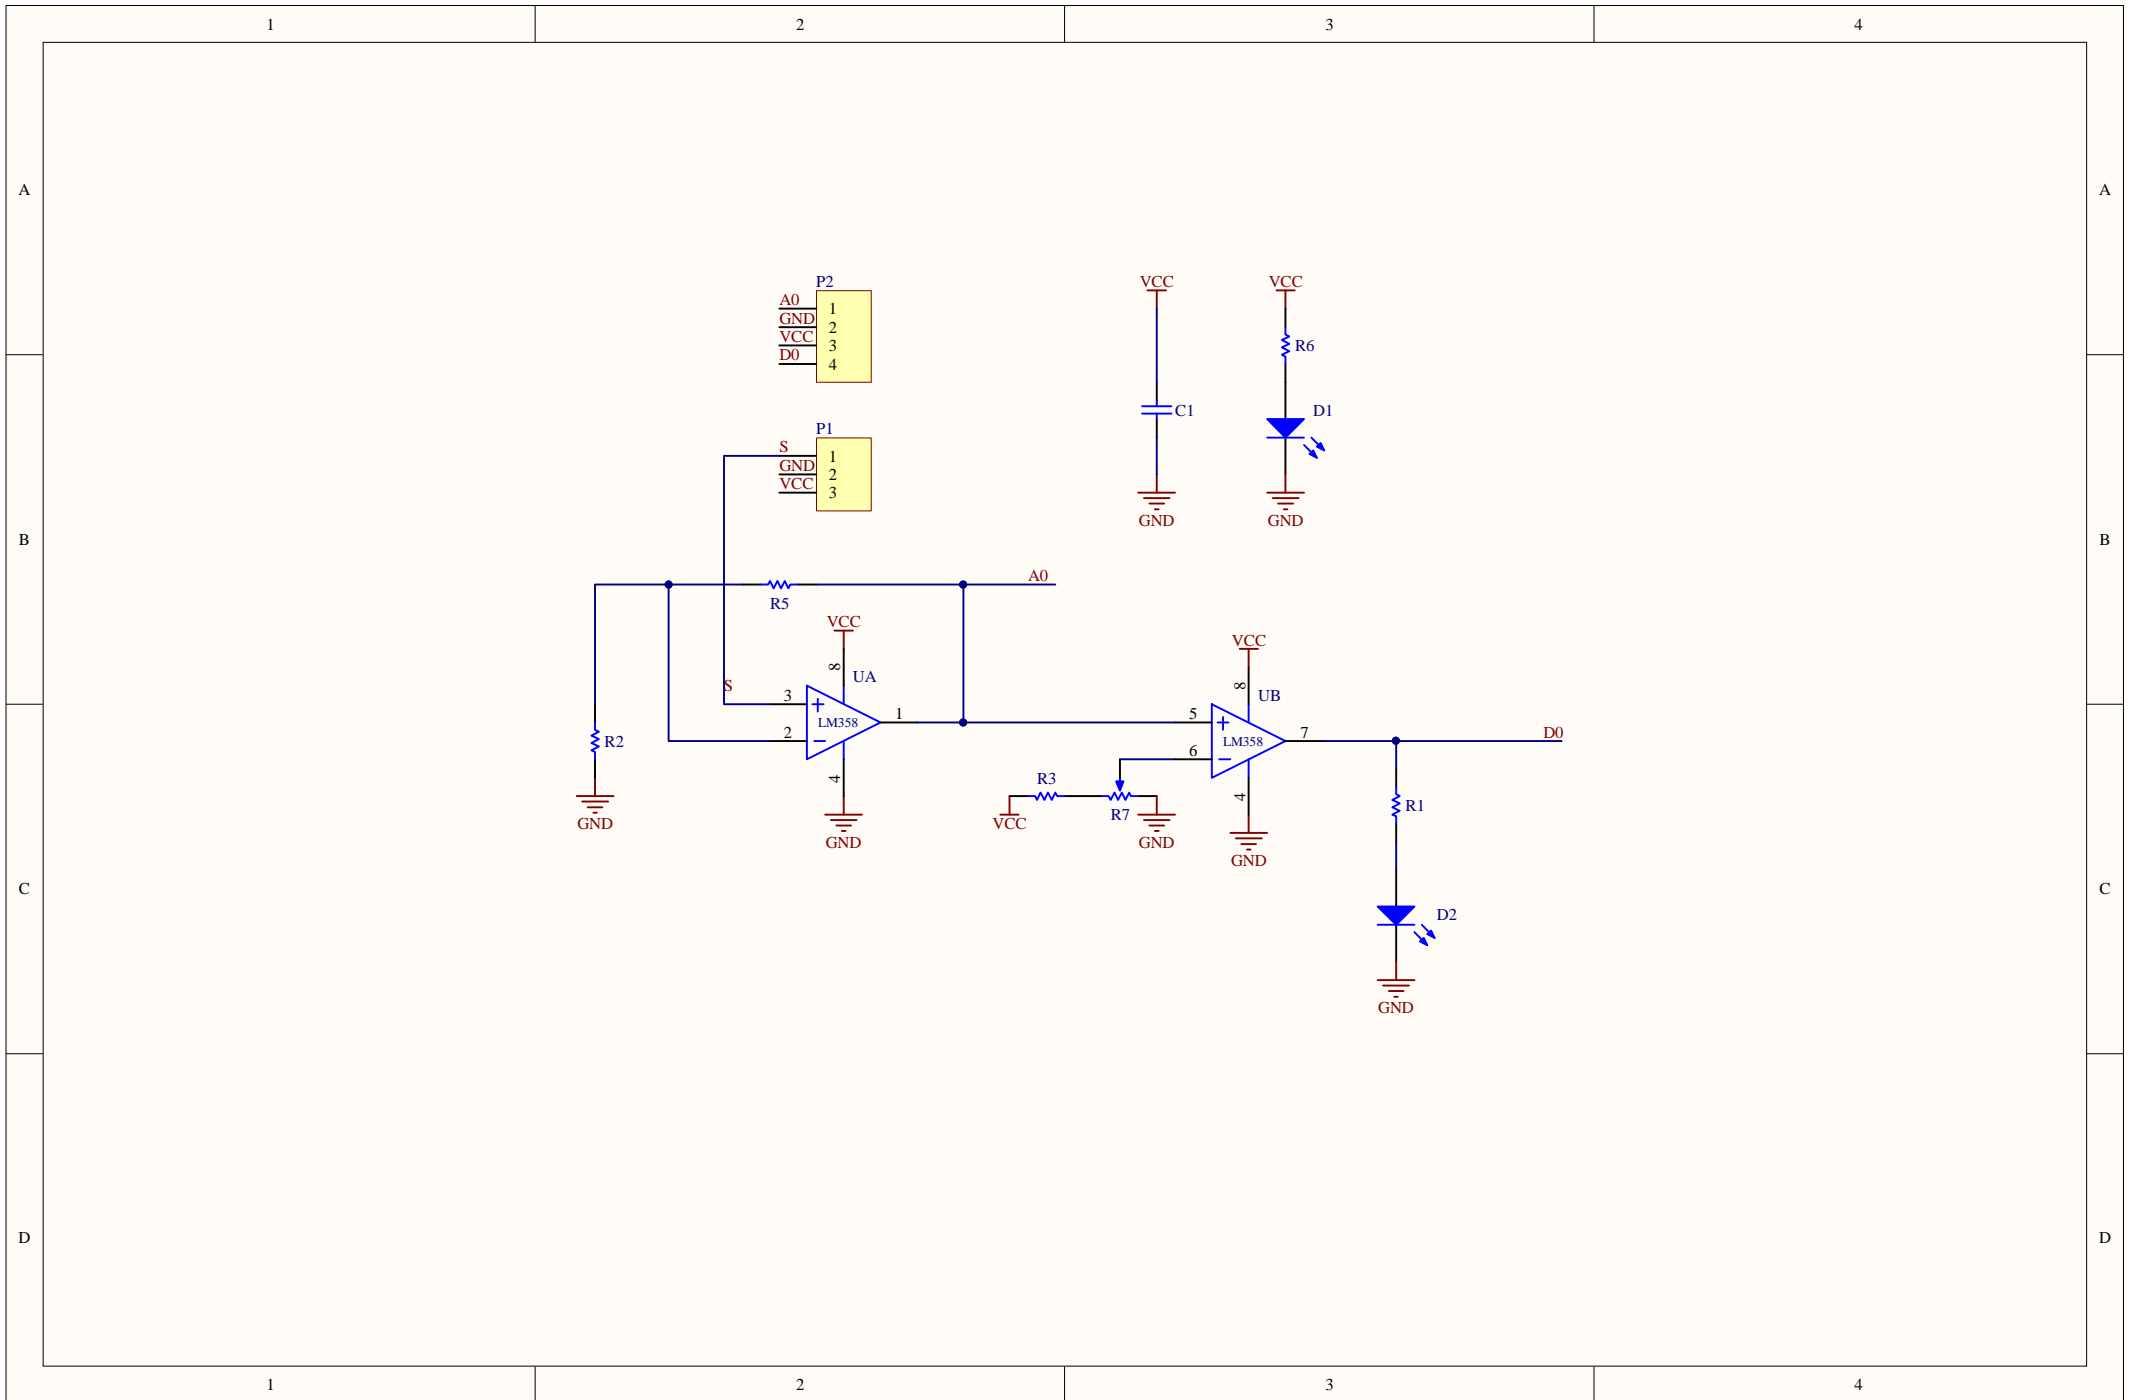 1 2 3 4
A A
P2
A0 1
GND 2
VCC 3
D0 4
VCC
C1
GND
VCC
R6
D1
GND
P1
S 1
GND 2
VCC 3
B B
A0
R5
VCC
8 UA
S
3
LM358
1
2
4
GND
R2
GND
VCC
8 UB
5
LM358
7
6
4
GND
D0
R3
VCC
R7
GND
R1
D2
GND
C C
D D
1 2 3 4